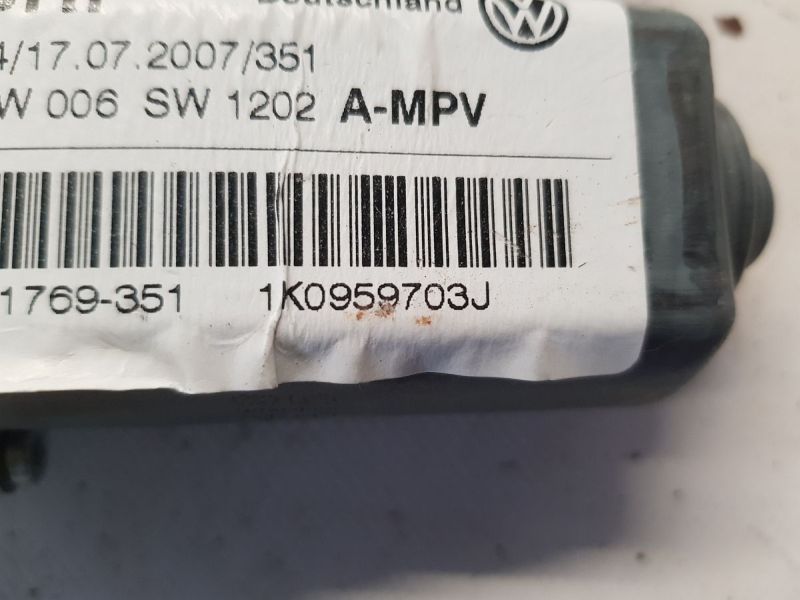 Deutschland
4/17.07.2007/351
W 006 SW 1202 A-MPV
1769-351 1K0959703J